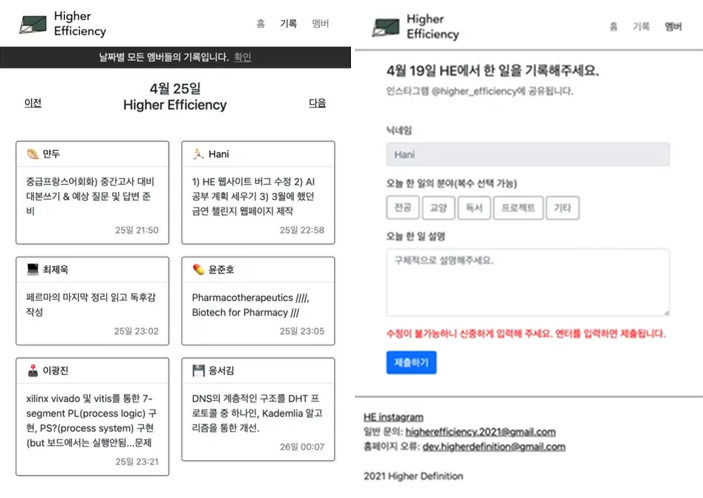 Higher
Efficiency
홈 기록 멤버
날짜별 모든 멤버들의 기록입니다. 확인
4월 25일
이전
Higher Efficiency
다음
먄두
중급프랑스어회화) 중간고사 대비
대본쓰기 & 예상 질문 및 답변 준
비
25일 21:50
Hani
1) HE 웹사이트 버그 수정 2) AI
공부 계획 세우기 3) 3월에 했던
금연 챌린지 웹페이지 제작
25일 22:58
최제욱
페르마의 마지막 정리 읽고 독후감
작성
25일 23:02
윤준호
Pharmacotherapeutics ////,
Biotech for Pharmacy ///
25일 23:05
이광진
xilinx vivado 및 vitis를 통한 7-
segment PL(process logic) 구
현, PS?(process system) 구현
(but 보드에서는 실행안됨...문제
25일 23:21
웅서김
DNS의 계층적인 구조를 DHT 프
로토콜 중 하나인, Kademlia 알고
리즘을 통한 개선.
26일 00:07
Higher
Efficiency
홈 기록 멤버
4월 19일 HE에서 한 일을 기록해주세요.
인스타그램 @higher_efficiency에 공유됩니다.
닉네임
Hani
오늘 한 일의 분야(복수 선택 가능)
전공 교양 독서 프로젝트 기타
오늘 한 일 설명
구체적으로 설명해주세요.
수정이 불가능하니 신중하게 입력해 주세요. 엔터를 입력하면 제출됩니다.
제출하기
HE instagram
일반 문의: higherefficiency.2021@gmail.com
홈페이지 오류: dev.higherdefinition@gmail.com
2021 Higher Definition